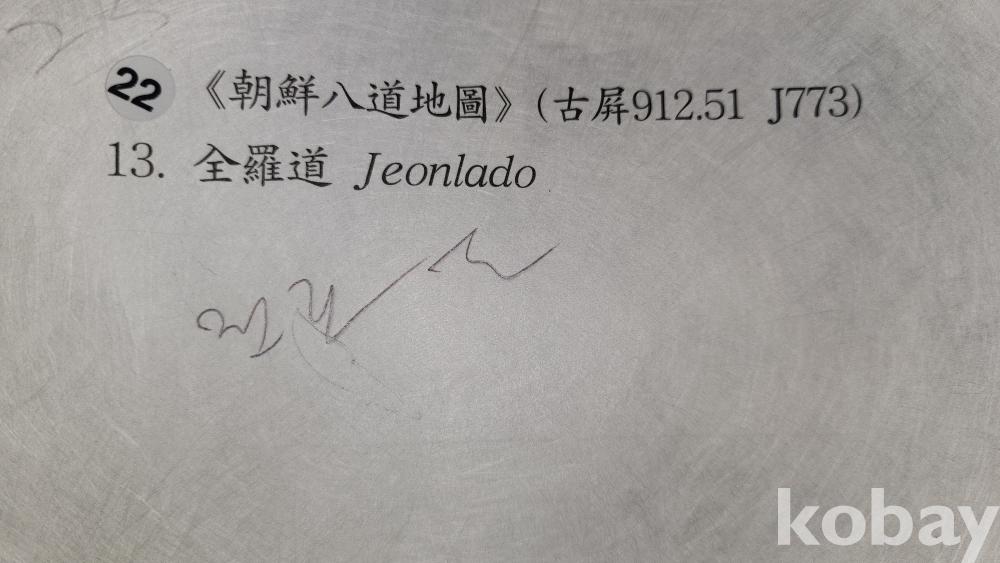 22 《朝鮮八道地圖》(古屛912.51 J773)
13. 全羅道 Jeonlado
kobay